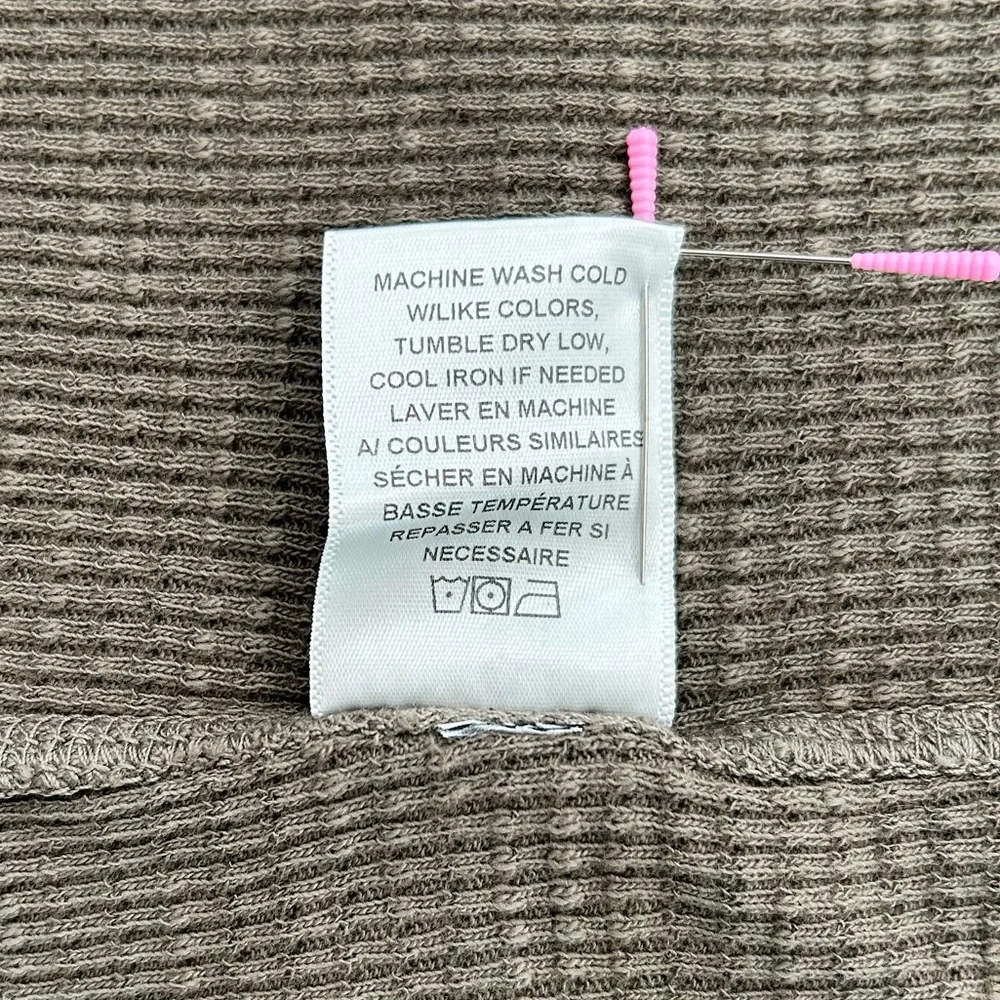 MACHINE WASH COLD
W/LIKE COLORS,
TUMBLE DRY LOW,
COOL IRON IF NEEDED
LAVER EN MACHINE
A/ COULEURS SIMILAIRES
SÉCHER EN MACHINE À
BASSE TEMPÉRATURE
REPASSER A FER SI
NECESSAIRE